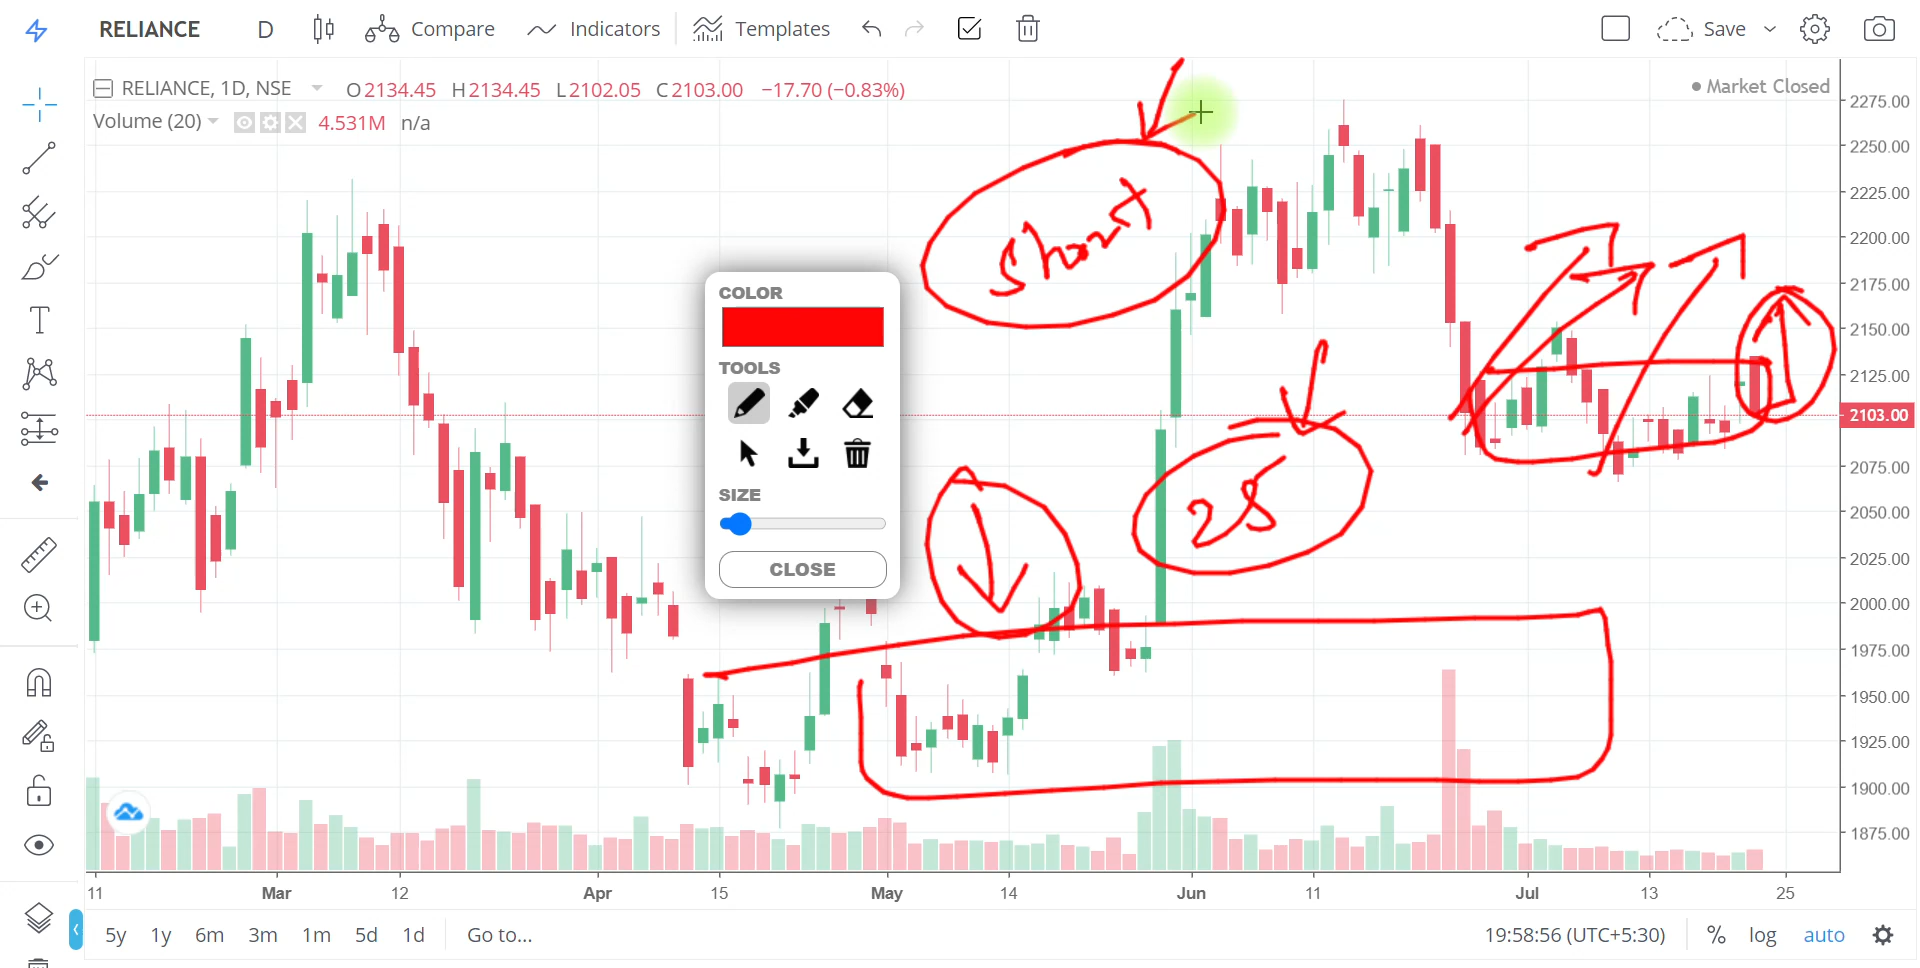 RELIANCE D Compare Indicators Templates Save
RELIANCE, 1D, NSE O2134.45 H2134.45 L2102.05 C2103.00 −17.70 (−0.83%)
Market Closed
Volume (20) 4.531M n/a
2275.00
2250.00
2225.00
2200.00
2175.00
2150.00
2125.00
2103.00
2075.00
2050.00
2025.00
2000.00
1975.00
1950.00
1925.00
1900.00
1875.00
Short
COLOR
TOOLS
SIZE
CLOSE
11 Mar 12 Apr 15 May 14 Jun 11 Jul 13 25
5y 1y 6m 3m 1m 5d 1d Go to... 19:58:56 (UTC+5:30) % log auto